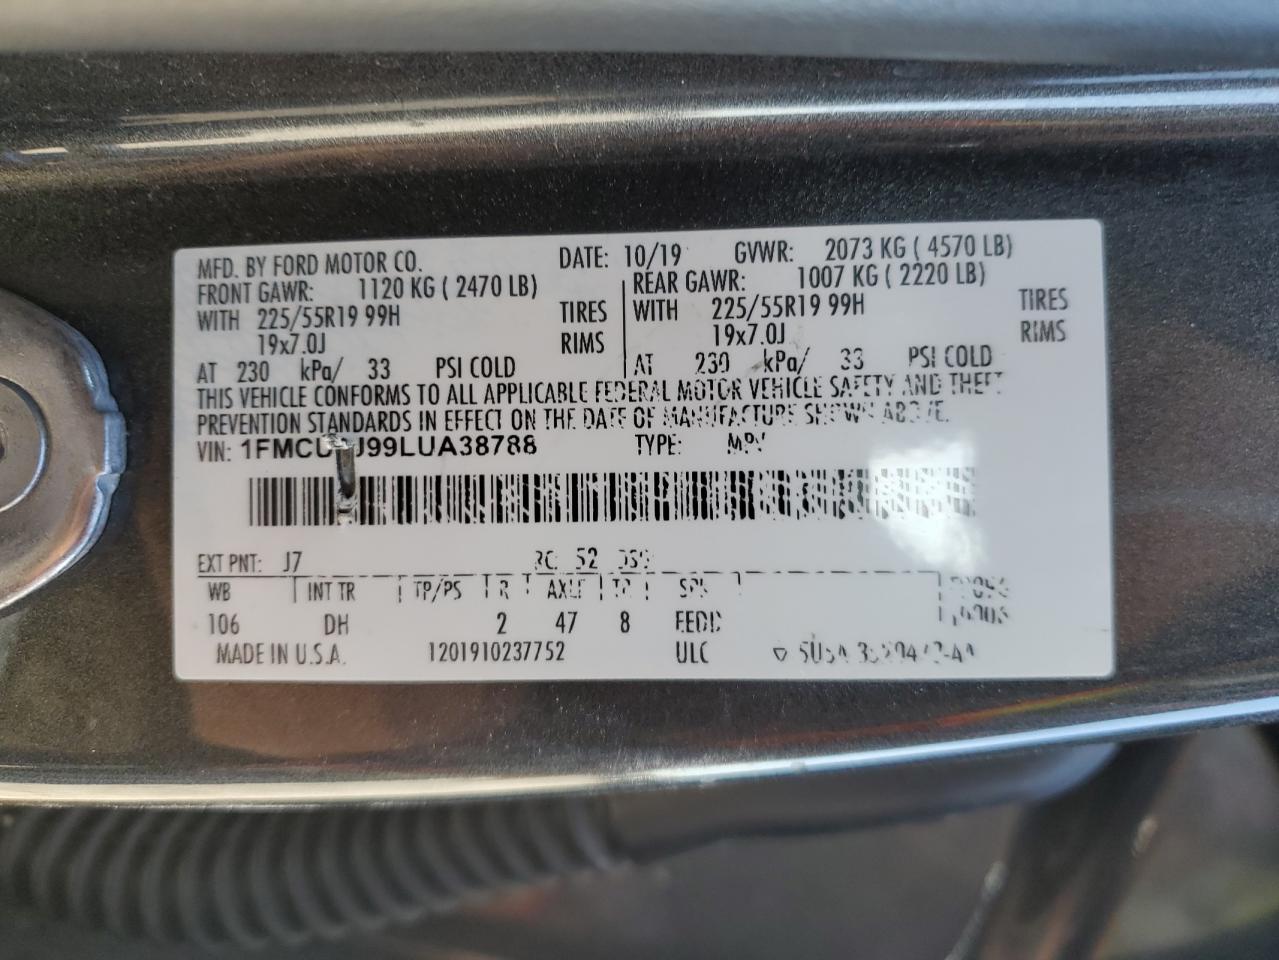 MFD. BY FORD MOTOR CO. DATE: 10/19 GVWR: 2073 KG ( 4570 LB)
FRONT GAWR: 1120 KG ( 2470 LB) REAR GAWR: 1007 KG ( 2220 LB)
WITH 225/55R19 99H TIRES WITH 225/55R19 99H TIRES
19x7.0J RIMS 19x7.0J RIMS
AT 230 kPa/ 33 PSI COLD AT 230 kPa/ 33 PSI COLD
THIS VEHICLE CONFORMS TO ALL APPLICABLE FEDERAL MOTOR VEHICLE SAFETY AND THEFT
PREVENTION STANDARDS IN EFFECT ON THE DATE OF MANUFACTURE SHOWN ABOVE.
VIN: TYPE: MPV
EXT PNT: J7 52
WB INT TR TP/PS R AXLE TR SPR
106 DH 2 47 8
MADE IN U.S.A. 1201910237752 ULC